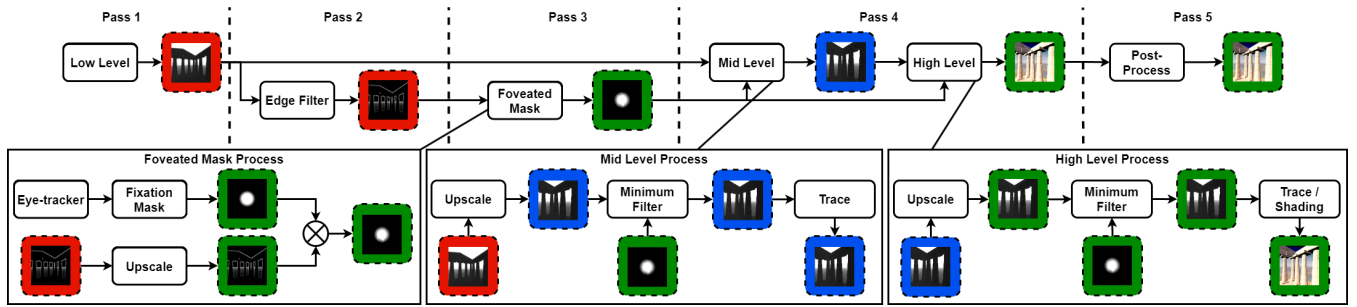 Pass 1
Pass 2
Pass 3
Pass 4
Pass 5
Low Level
Edge Filter
Foveated
Mask
Mid Level
High Level
Post-
Process
Foveated Mask Process
Eye-tracker
Fixation
Mask
Upscale
Mid Level Process
Upscale
Minimum
Filter
Trace
High Level Process
Upscale
Minimum
Filter
Trace /
Shading